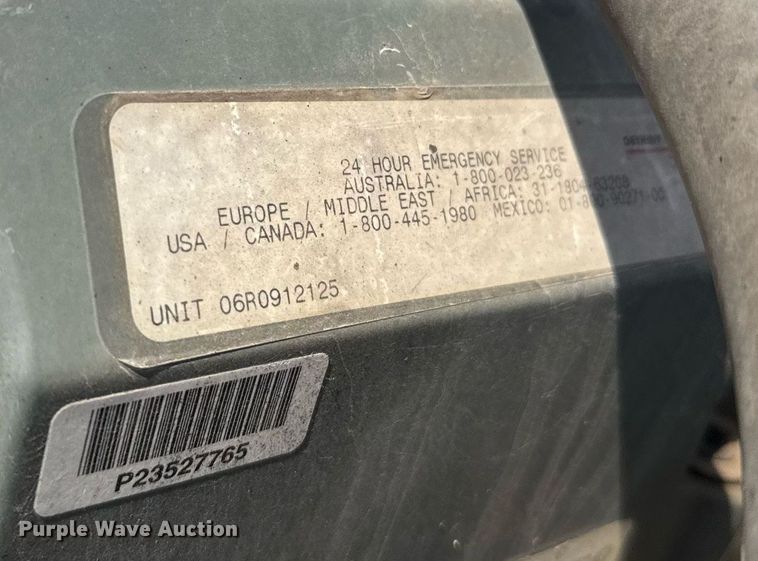 24 HOUR EMERGENCY SERVICE
AUSTRALIA: 1-800-023-236
EUROPE / MIDDLE EAST / AFRICA: 
USA / CANADA: 1-800-445-1980 MEXICO:
UNIT 06R0912125
P23527765
Purple Wave Auction